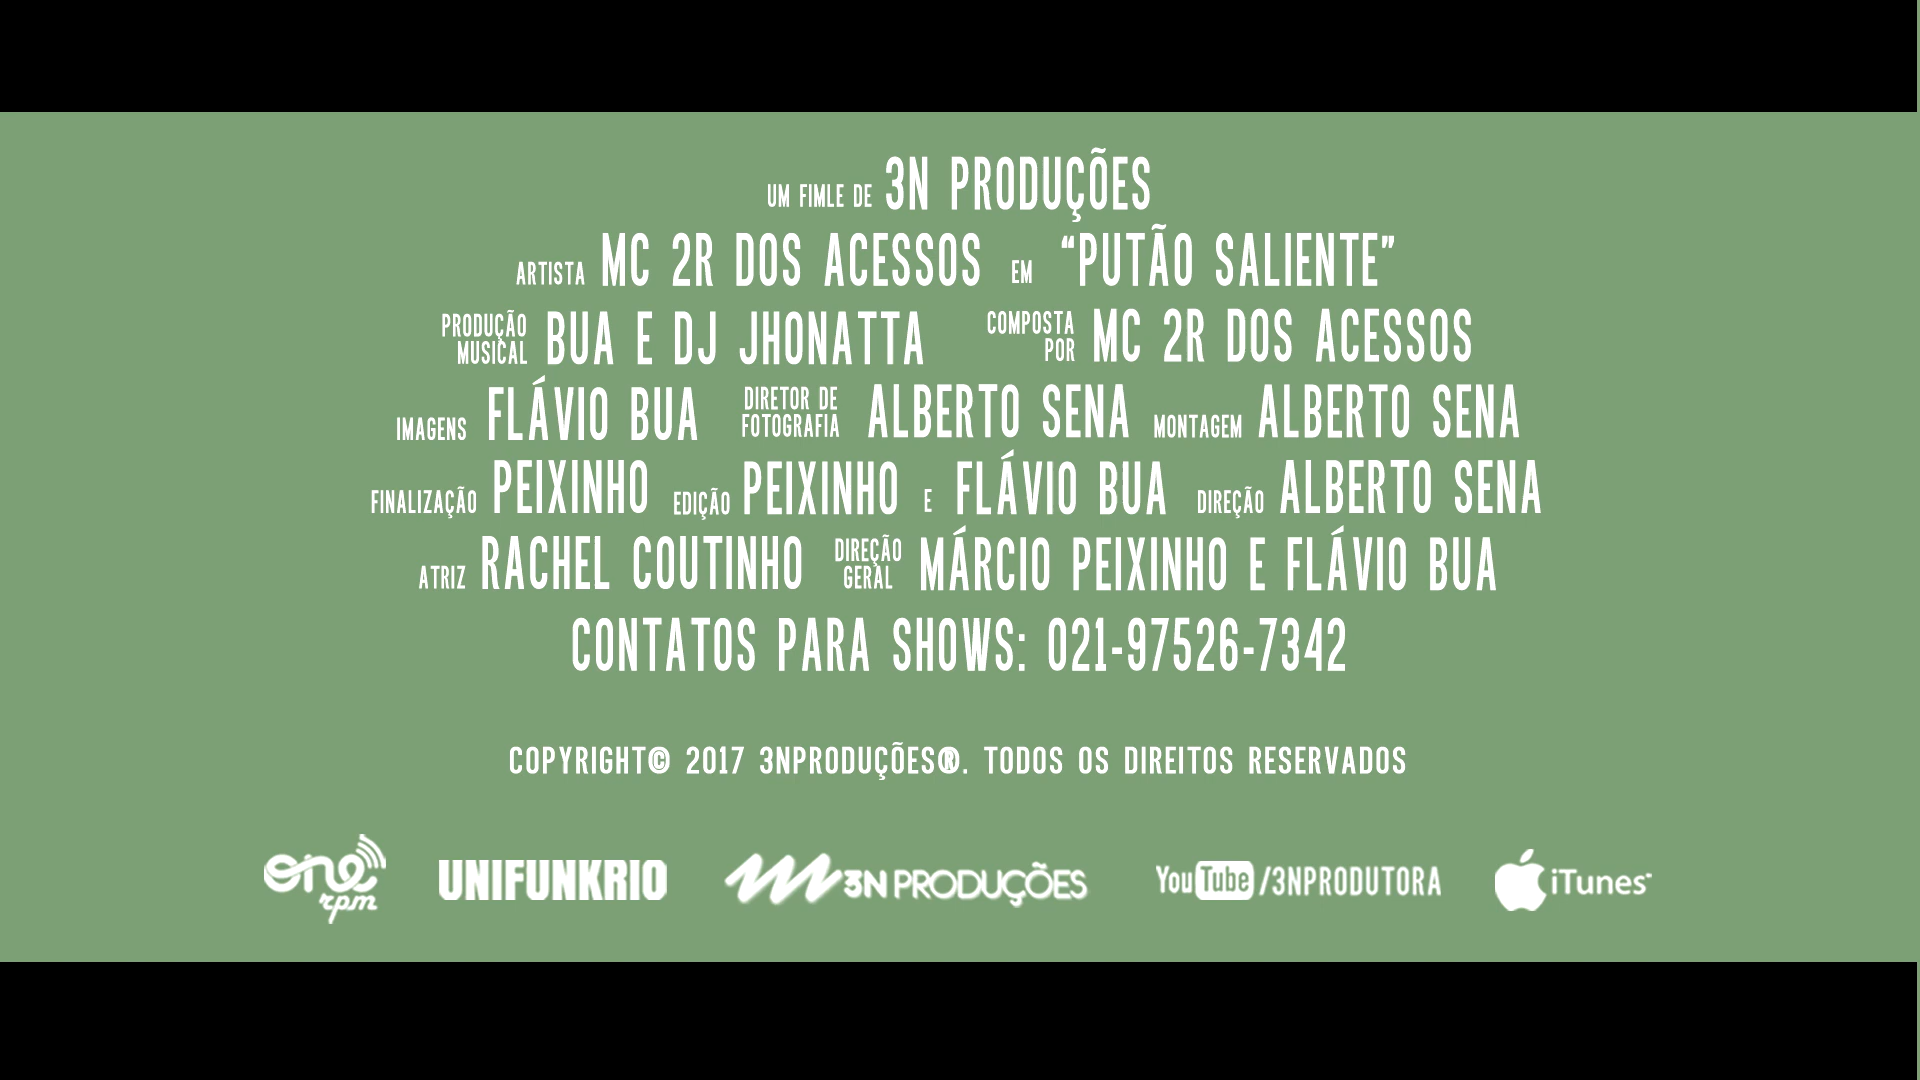 UM FIMLE DE 3N PRODUÇÕES
ARTISTA MC 2R DOS ACESSOS EM “PUTÃO SALIENTE”
PRODUÇÃO MUSICAL BUA E DJ JHONATTA COMPOSTA POR MC 2R DOS ACESSOS
IMAGENS FLÁVIO BUA DIRETOR DE FOTOGRAFIA ALBERTO SENA MONTAGEM ALBERTO SENA
FINALIZAÇÃO PEIXINHO EDIÇÃO PEIXINHO E FLÁVIO BUA DIREÇÃO ALBERTO SENA
ATRIZ RACHEL COUTINHO DIREÇÃO GERAL MÁRCIO PEIXINHO E FLÁVIO BUA
CONTATOS PARA SHOWS: 021-97526-7342
COPYRIGHT© 2017 3NPRODUÇÕES®. TODOS OS DIREITOS RESERVADOS
one rpm UNIFUNKRIO 3N PRODUÇÕES YouTube/3NPRODUTORA iTunes